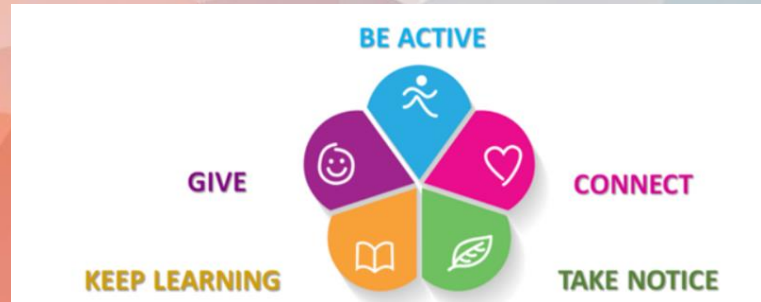 BE ACTIVE
GIVE
CONNECT
KEEP LEARNING
TAKE NOTICE